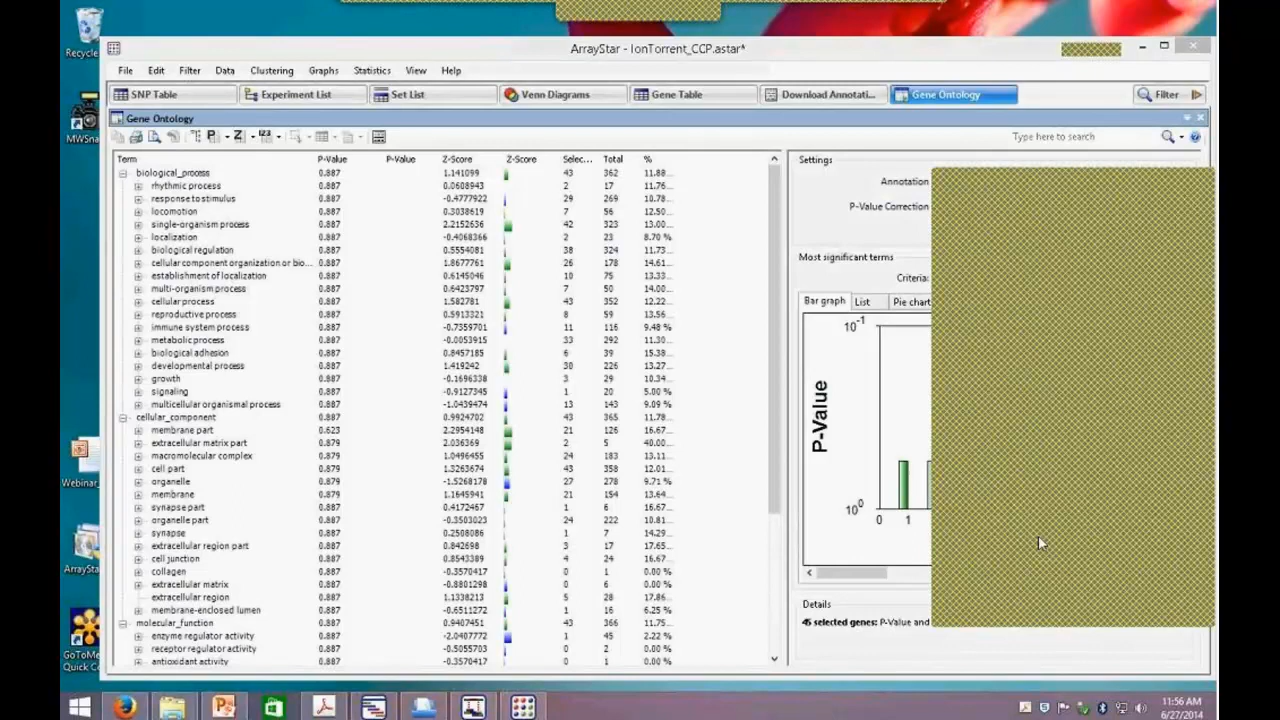 Recycle
ArrayStar - IonTorrent_CCP.astar*
File Edit Filter Data Clustering Graphs Statistics View Help
SNP Table Experiment List Set List Venn Diagrams Gene Table Download Annotati... Gene Ontology Filter
MWSna
Gene Ontology
Type here to search
Term P-Value P-Value Z-Score Z-Score Selec... Total %
biological_process 0.887 1.141099 43 362 11.88...
rhythmic process 0.887 0.0608943 2 17 11.76...
response to stimulus 0.887 -0.4777922 29 269 10.78...
locomotion 0.887 0.3038619 7 56 12.50...
single-organism process 0.887 2.2152636 42 323 13.00...
localization 0.887 -0.4068366 2 23 8.70 %
biological regulation 0.887 0.5554081 38 324 11.73...
cellular component organization or bio... 0.887 1.8677761 26 178 14.61...
establishment of localization 0.887 0.6145046 10 75 13.33...
multi-organism process 0.887 0.6423797 7 50 14.00...
cellular process 0.887 1.582781 43 352 12.22...
reproductive process 0.887 0.5913321 8 59 13.56...
immune system process 0.887 -0.7359701 11 116 9.48 %
metabolic process 0.887 -0.0053915 33 292 11.30...
biological adhesion 0.887 0.8457185 6 39 15.38...
developmental process 0.887 1.419242 30 226 13.27...
growth 0.887 -0.1696338 3 29 10.34...
signaling 0.887 -0.9127345 1 20 5.00 %
multicellular organismal process 0.887 -1.0439474 13 143 9.09 %
cellular_component 0.887 0.9924702 43 365 11.78...
membrane part 0.623 2.2954148 21 126 16.67...
extracellular matrix part 0.879 2.036369 2 5 40.00...
macromolecular complex 0.879 1.0496455 24 183 13.11...
cell part 0.879 1.3263674 43 358 12.01...
organelle 0.879 -1.5268178 27 278 9.71 %
membrane 0.879 1.1645941 21 154 13.64...
synapse part 0.887 0.4172467 1 6 16.67...
organelle part 0.887 -0.3503023 24 222 10.81...
synapse 0.887 0.2508086 1 7 14.29...
extracellular region part 0.887 0.842698 3 17 17.65...
cell junction 0.887 0.8543389 4 24 16.67...
collagen 0.887 -0.3570417 0 1 0.00 %
extracellular matrix 0.887 -0.8801298 0 6 0.00 %
extracellular region 0.887 1.1338213 5 28 17.86...
membrane-enclosed lumen 0.887 -0.6511272 1 16 6.25 %
molecular_function 0.887 0.9407451 43 366 11.75...
enzyme regulator activity 0.887 -2.0407772 1 45 2.22 %
receptor regulator activity 0.887 -0.5055703 0 2 0.00 %
antioxidant activity 0.887 -0.3570417 0 1 0.00 %
Settings
Annotation
P-Value Correction
Most significant terms
Criteria:
Bar graph List Pie chart
P-Value
10-1
100
0 1
Details
45 selected genes: P-Value and
Webinar_
ArraySta
GoToMe
Quick Co
11:56 AM
6/27/2014